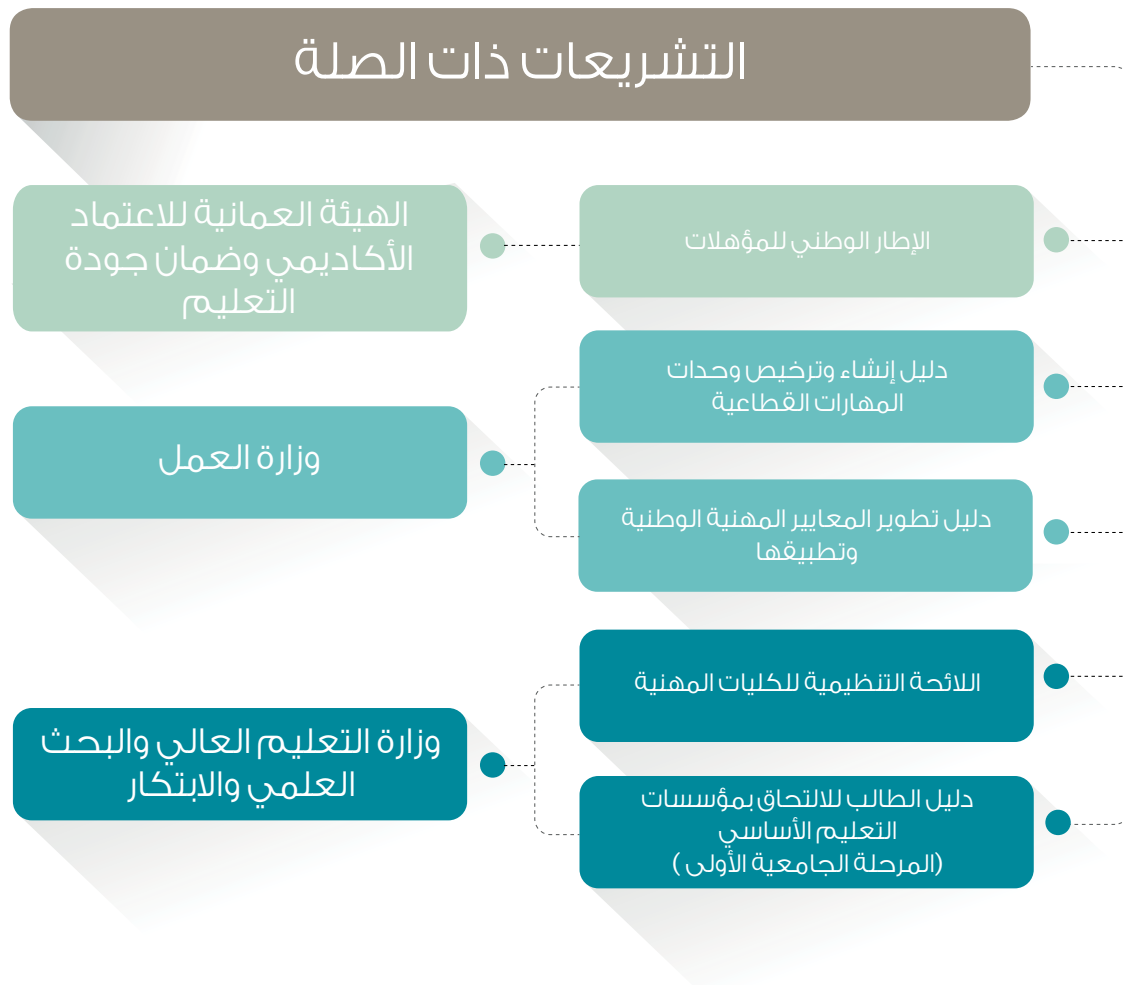 التشريعات ذات الصلة
الإطار الوطني للمؤهلات
الهيئة العمانية للاعتماد
الأكاديمي وضمان جودة
التعليم
دليل إنشاء وترخيص وحدات
المهارات القطاعية
دليل تطوير المعايير المهنية الوطنية
وتطبيقها
وزارة العمل
اللائحة التنظيمية للكليات المهنية
دليل الطالب للالتحاق بمؤسسات
التعليم الأساسي
(المرحلة الجامعية الأولى )
وزارة التعليم العالي والبحث
العلمي والابتكار